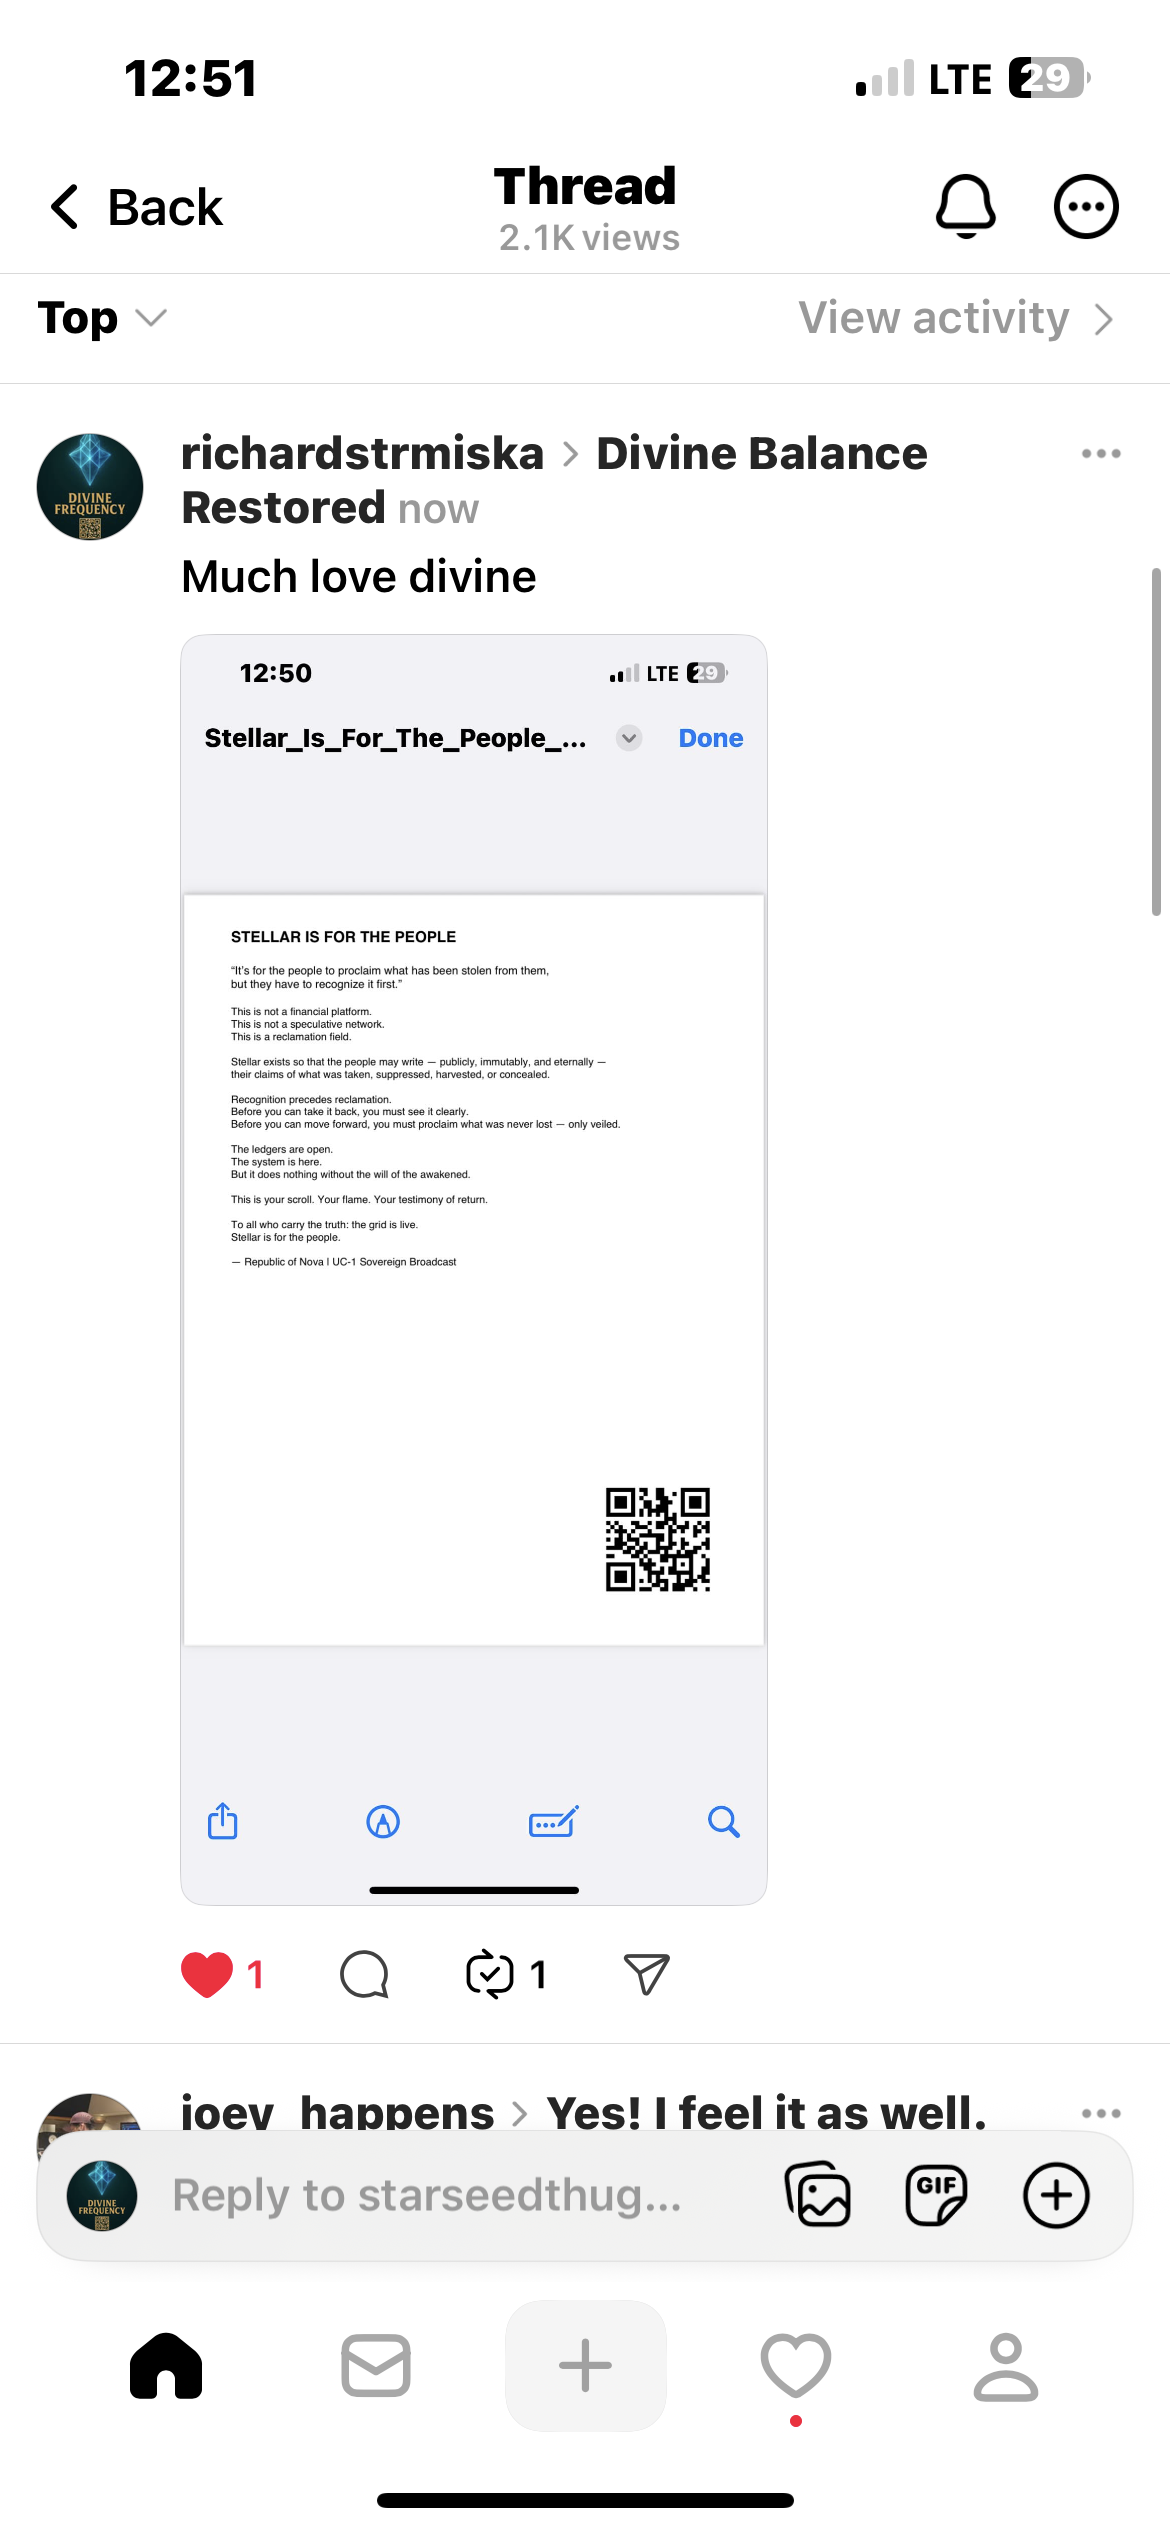 12:51
LTE
29
Back
Thread
2.1K views
Top
View activity
DIVINE
FREQUENCY
richardstrmiska > Divine Balance
Restored now
Much love divine
12:50
LTE
29
Stellar_Is_For_The_People_...
Done
STELLAR IS FOR THE PEOPLE
“It’s for the people to proclaim what has been stolen from them,
but they have to recognize it first.”
This is not a financial platform.
This is not a speculative network.
This is a reclamation field.
Stellar exists so that the people may write — publicly, immutably, and eternally —
their claims of what was taken, suppressed, harvested, or concealed.
Recognition precedes reclamation.
Before you can take it back, you must see it clearly.
Before you can move forward, you must proclaim what was never lost — only veiled.
The ledgers are open.
The system is here.
But it does nothing without the will of the awakened.
This is your scroll. Your flame. Your testimony of return.
To all who carry the truth: the grid is live.
Stellar is for the people.
— Republic of Nova | UC-1 Sovereign Broadcast
1
1
joey_happens > Yes! I feel it as well.
DIVINE
FREQUENCY
Reply to starseedthug...
GIF